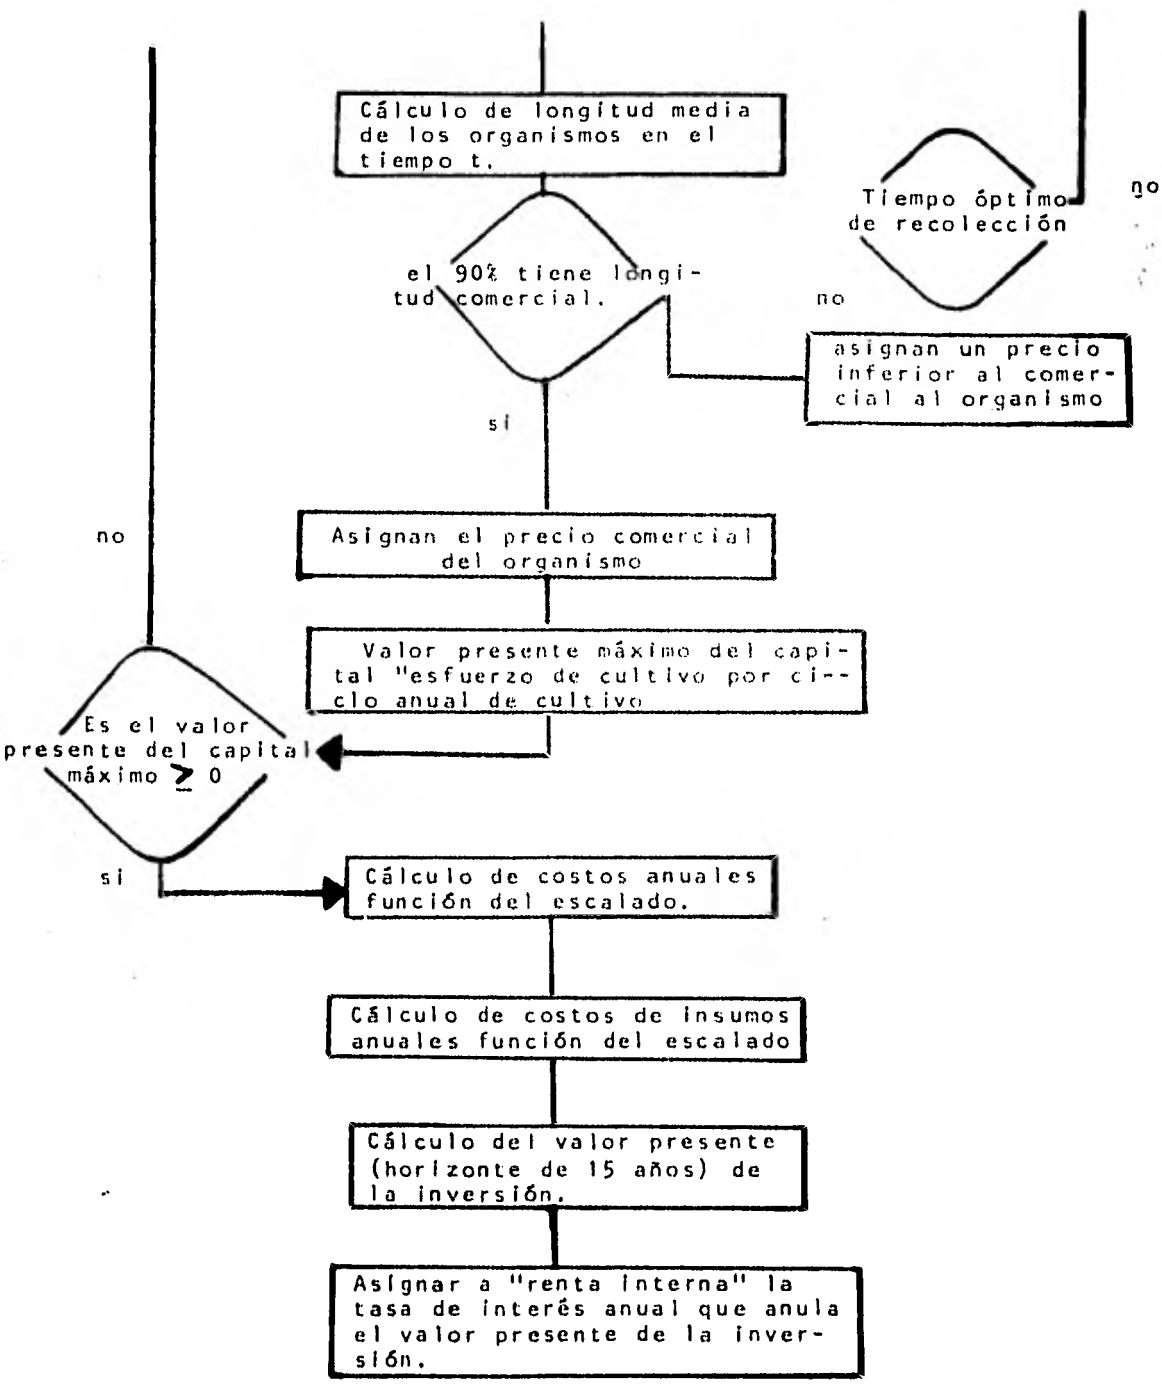 Cálculo de longitud media
de los organismos en el
tiempo t.
Tiempo óptimo
de recolección
no
el 90% tiene longi-
tud comercial.
no
asignan un precio
inferior al comer-
cial al organismo
si
no
Asignan el precio comercial
del organismo
Valor presente máximo del capi-
tal "esfuerzo de cultivo por ci--
clo anual de cultivo
Es el valor
presente del capital
máximo ≥ 0
si
Cálculo de costos anuales
función del escalado.
Cálculo de costos de insumos
anuales función del escalado
Cálculo del valor presente
(horizonte de 15 años) de
la inversión.
Asignar a "renta interna" la
tasa de interés anual que anula
el valor presente de la inver-
sión.